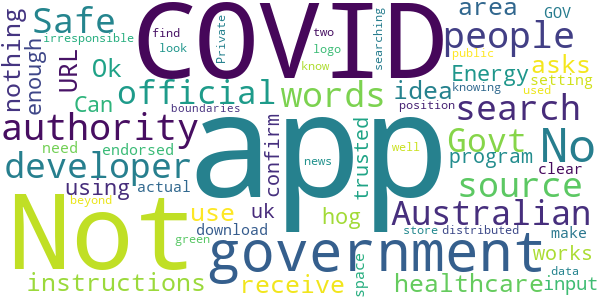 COVID
Safe
irresponsible
find
look
Private
two
logo
know
searching
area
GOV
people
nothing
enough
URL
Ok
Can
official
words
idea
Energy
asks
setting
public
knowing
used
boundaries
position
search
authority
need
endorsed
confirm
app
trusted
Govt
program
No
clear
developer
using
actual
news
well
source
Not
beyond
use
uk
hog
Australian
make
download
green
government
store
distributed
works
space
data
instructions
receive
healthcare
input